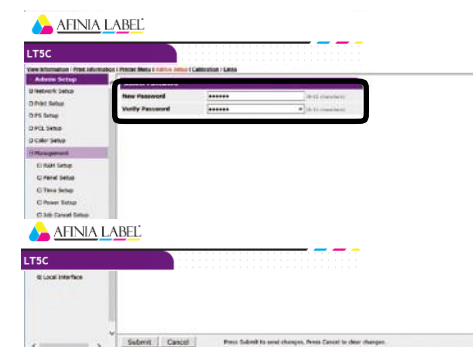 AFINIA LABEL
LT5C
View Information | Print Information | Printer Menu | Admin Setup | Calibration | Links
Admin Setup
Network Setup
Print Setup
PS Setup
PCL Setup
Color Setup
Management
RAM Setup
Panel Setup
Time Setup
Power Setup
Job Cancel Setup
New Password ••••••
Verify Password ••••••
AFINIA LABEL
LT5C
Local Interface
Submit Cancel Press Submit to send changes, Press Cancel to clear changes.